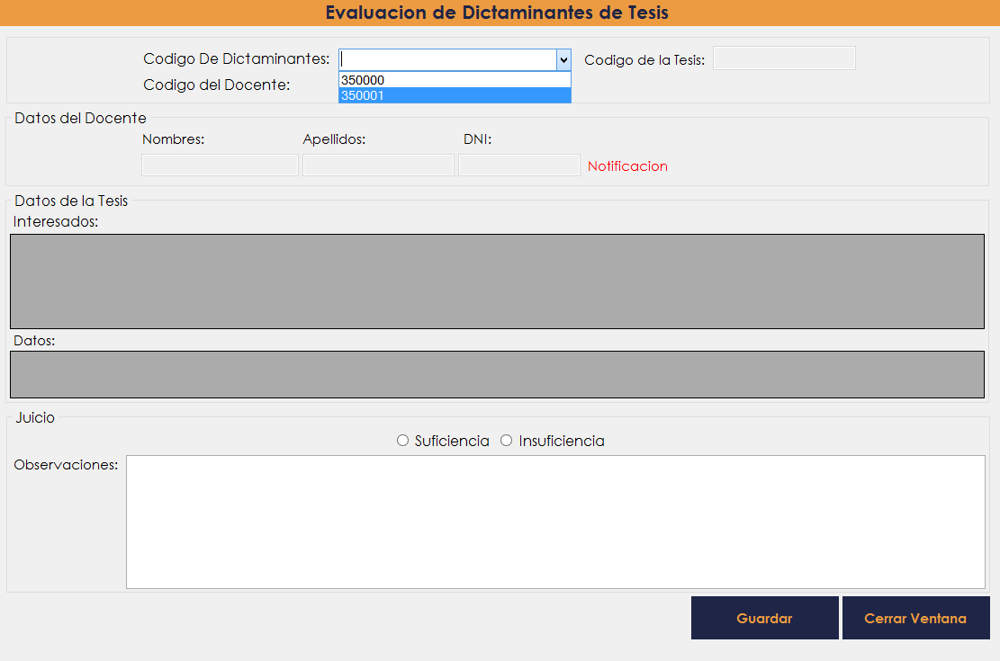 Evaluacion de Dictaminantes de Tesis
Codigo De Dictaminantes: Codigo de la Tesis:
350000
Codigo del Docente:
350001
Datos del Docente
Nombres: Apellidos: DNI:
Notificacion
Datos de la Tesis
Interesados:
Datos:
Juicio
Suficiencia Insuficiencia
Observaciones:
Guardar Cerrar Ventana